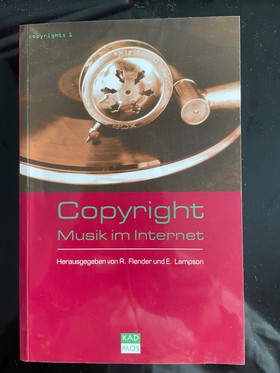 copyrights 1
Copyright
Musik im Internet
Herausgegeben von R. Flender und E. Lampson
KAD
MOS